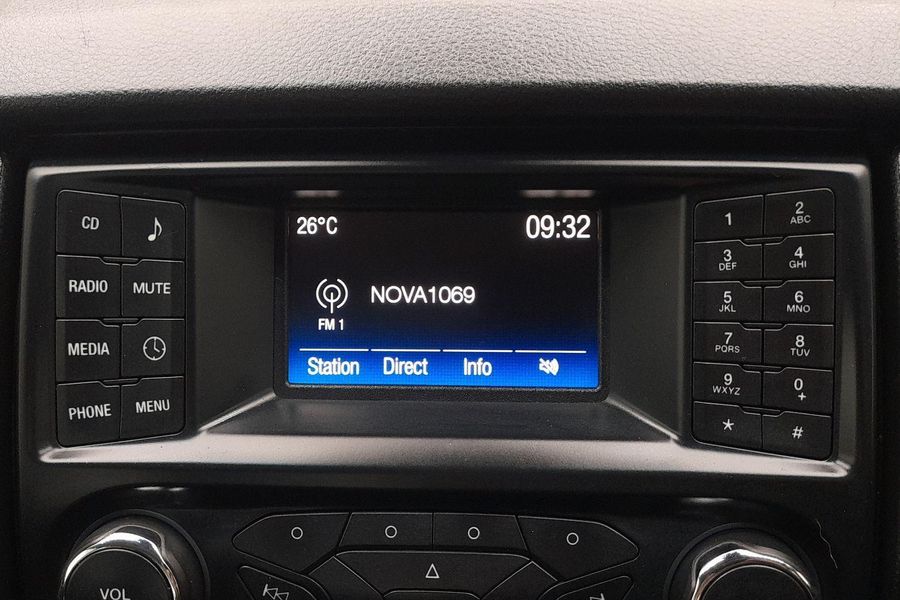 CD
RADIO MUTE
MEDIA
PHONE MENU
26°C 09:32
NOVA1069
FM 1
Station Direct Info
1 2 ABC
3 DEF 4 GHI
5 JKL 6 MNO
7 PQRS 8 TUV
9 WXYZ 0 +
* #
VOL